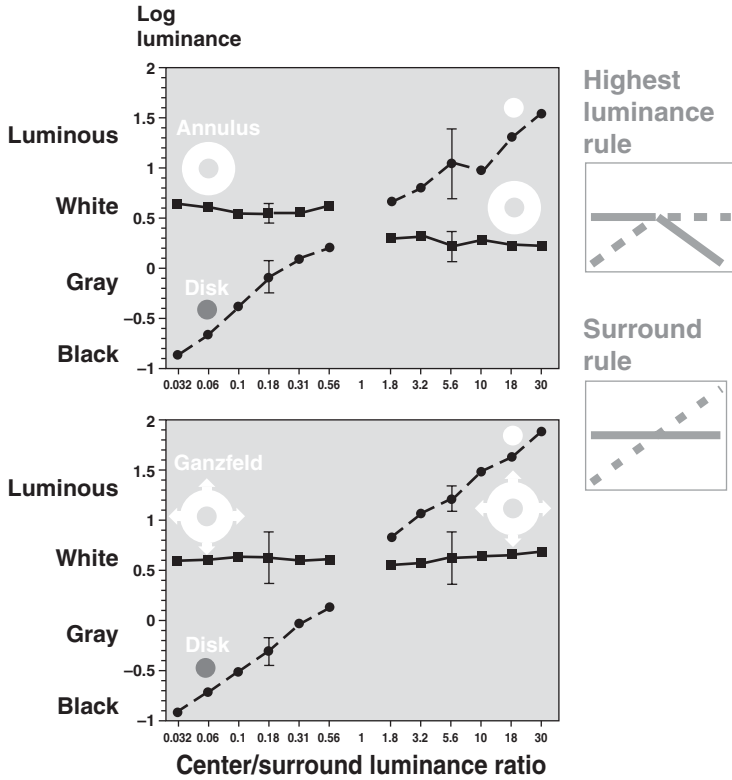 Log
luminance
2
1.5
1
0.5
0
–0.5
–1
Luminous
White
Gray
Black
Annulus
Disk
0.032 0.06 0.1 0.18 0.31 0.56 1 1.8 3.2 5.6 10 18 30
Highest
luminance
rule
Surround
rule
2
1.5
1
0.5
0
–0.5
–1
Luminous
White
Gray
Black
Ganzfeld
Disk
0.032 0.06 0.1 0.18 0.31 0.56 1 1.8 3.2 5.6 10 18 30
Center/surround luminance ratio